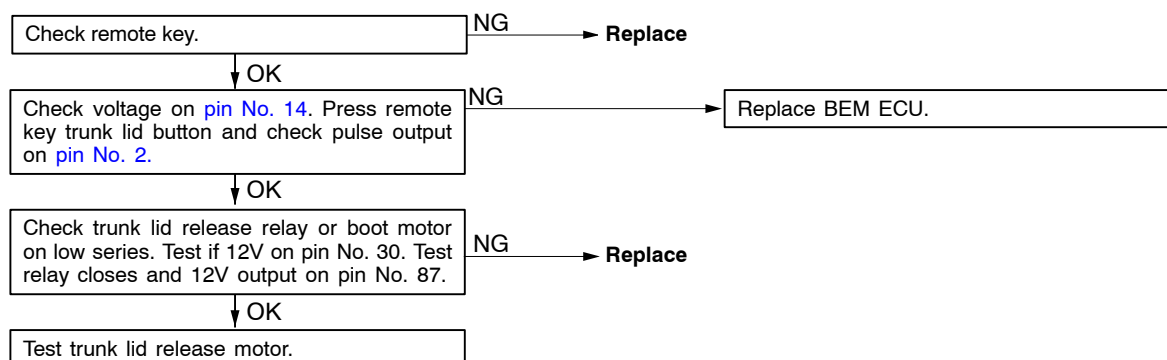 Check remote key.
NG
Replace
OK
Check voltage on pin No. 14. Press remote
key trunk lid button and check pulse output
on pin No. 2.
NG
Replace BEM ECU.
OK
Check trunk lid release relay or boot motor
on low series. Test if 12V on pin No. 30. Test
relay closes and 12V output on pin No. 87.
NG
Replace
OK
Test trunk lid release motor.